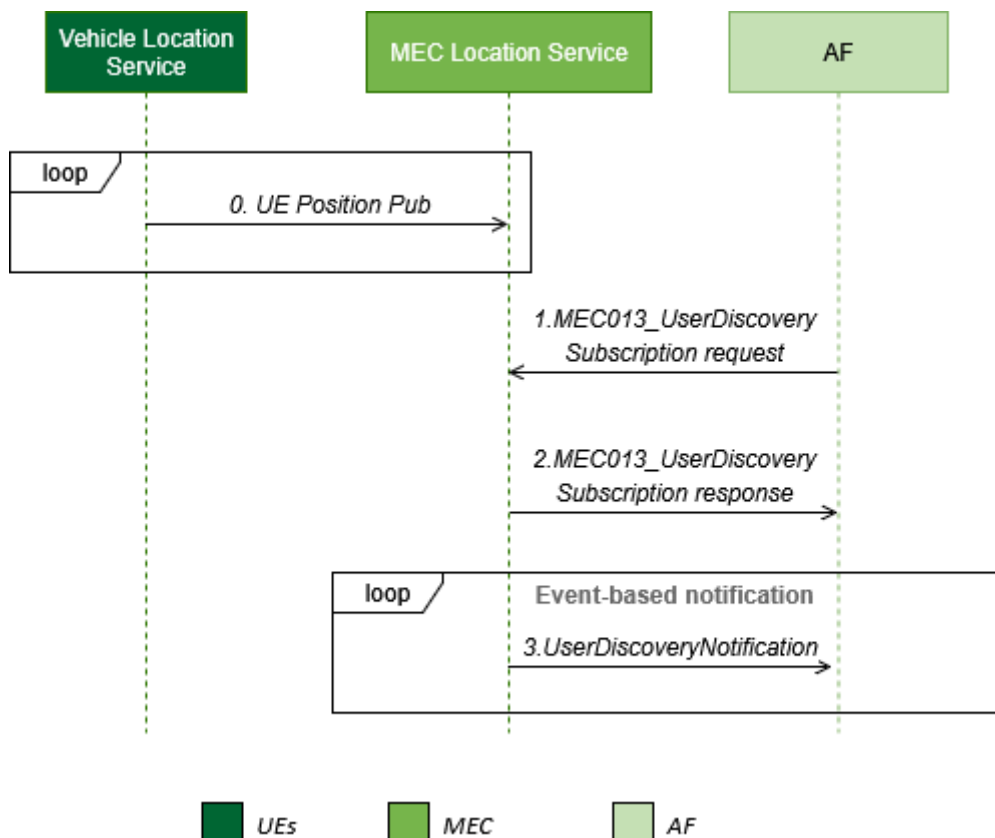 Vehicle Location
Service
MEC Location Service
AF
loop
0. UE Position Pub
1.MEC013_UserDiscovery
Subscription request
2.MEC013_UserDiscovery
Subscription response
loop
Event-based notification
3.UserDiscoveryNotification
UEs
MEC
AF